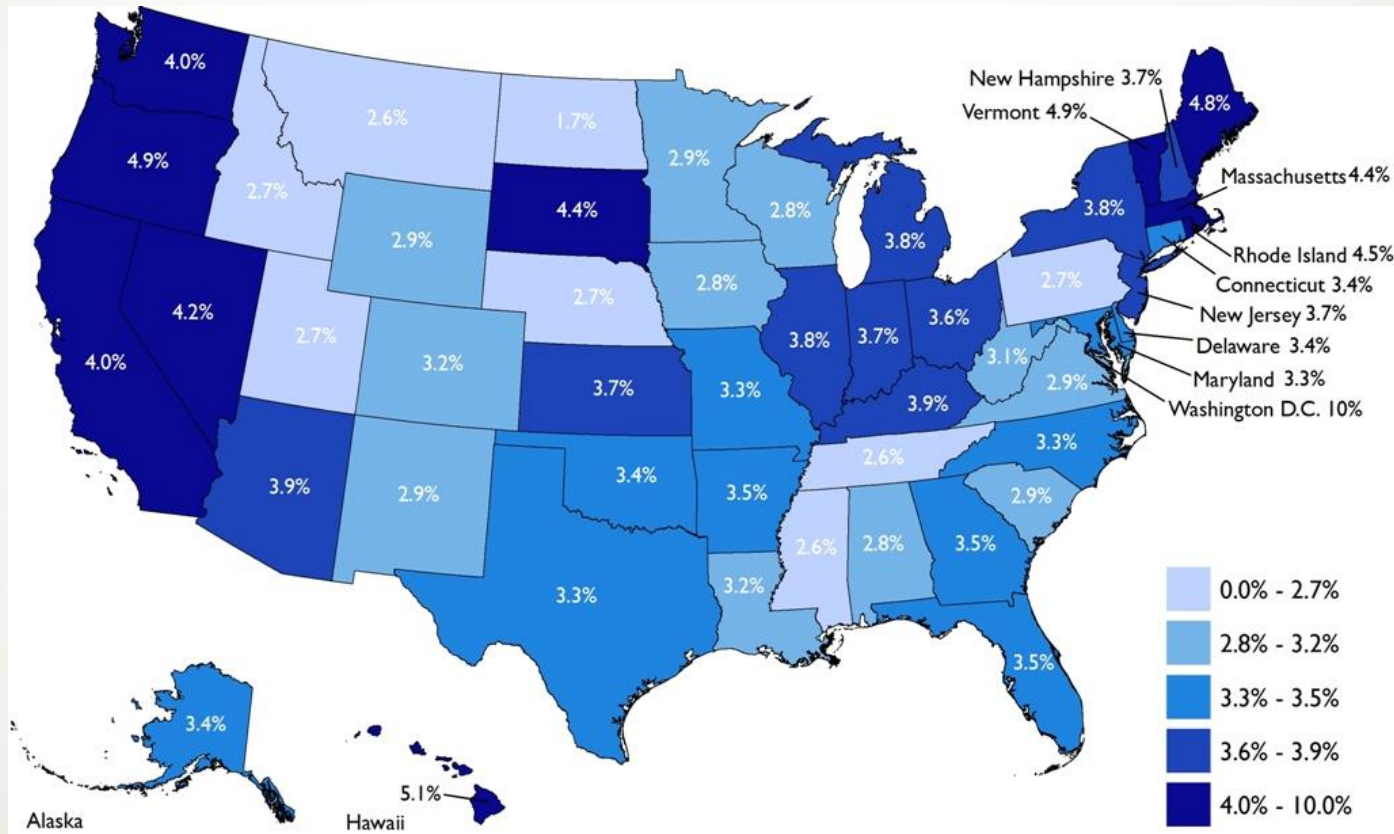 4.0%
2.6%
1.7%
2.9%
New Hampshire 3.7%
Vermont 4.9%
4.8%
4.9%
2.7%
2.9%
4.4%
2.8%
3.8%
3.8%
Massachusetts 4.4%
Rhode Island 4.5%
Connecticut 3.4%
New Jersey 3.7%
Delaware 3.4%
Maryland 3.3%
Washington D.C. 10%
4.0%
4.2%
2.7%
3.2%
2.7%
2.8%
3.8%
3.7%
3.6%
2.7%
3.7%
3.3%
3.9%
3.1%
2.9%
3.9%
2.9%
3.4%
3.5%
2.6%
3.3%
2.9%
3.3%
3.2%
2.6%
2.8%
3.5%
3.5%
3.4%
Alaska
5.1%
Hawaii
0.0% - 2.7%
2.8% - 3.2%
3.3% - 3.5%
3.6% - 3.9%
4.0% - 10.0%